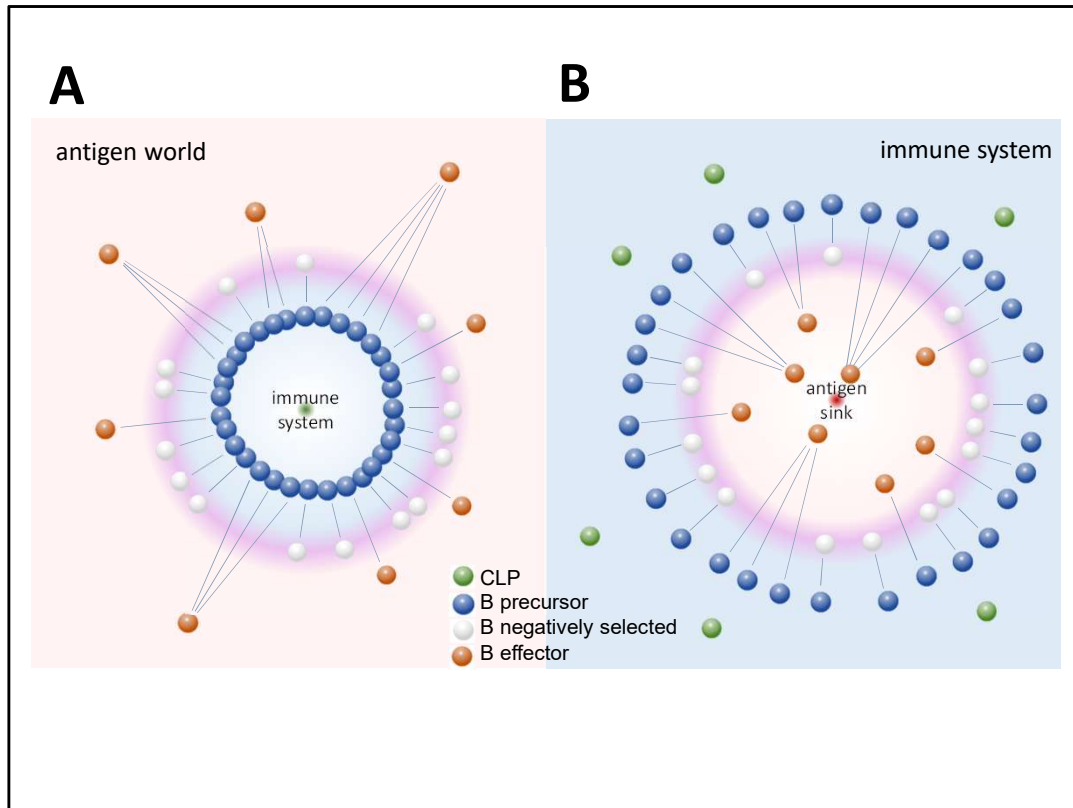 A
B
antigen world
immune system
immune
system
antigen
sink
CLP
B precursor
B negatively selected
B effector